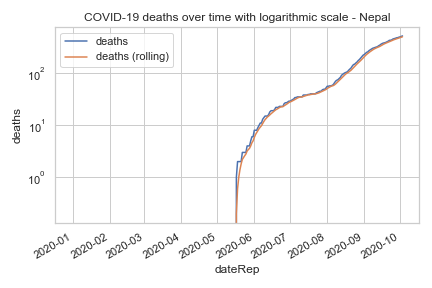 COVID-19 deaths over time with logarithmic scale - Nepal
deaths
deaths (rolling)
10²
10¹
10⁰
deaths
2020-01
2020-02
2020-03
2020-04
2020-05
2020-06
2020-07
2020-08
2020-09
2020-10
dateRep